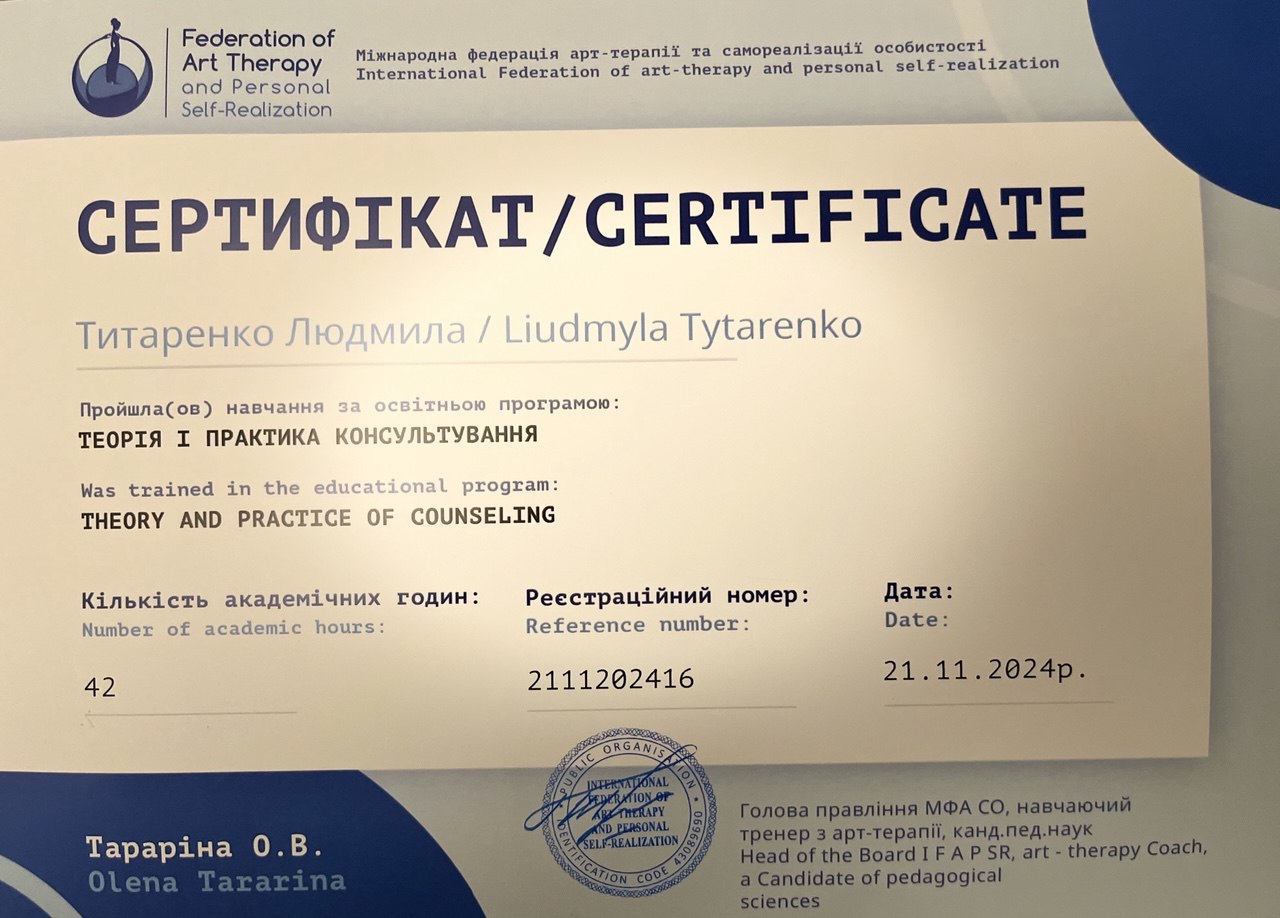 Federation of
Art Therapy
and Personal
Self-Realization
Міжнародна федерація арт-терапії та самореалізації особистості
International Federation of art-therapy and personal self-realization
СЕРТИФІКАТ/CERTIFICATE
Титаренко Людмила / Liudmyla Tytarenko
Пройшла(ов) навчання за освітньою програмою:
ТЕОРІЯ І ПРАКТИКА КОНСУЛЬТУВАННЯ
Was trained in the educational program:
THEORY AND PRACTICE OF COUNSELING
Кількість академічних годин:
Number of academic hours:
42
Реєстраційний номер:
Reference number:
2111202416
Дата:
Date:
21.11.2024р.
Тараріна О.В.
Olena Tararina
PUBLIC ORGANISATION
INTERNATIONAL
FEDERATION OF
ART THERAPY
AND PERSONAL
SELF-REALIZATION
IDENTIFICATION CODE 43089690
Голова правління МФА СО, навчаючий
тренер з арт-терапії, канд.пед.наук
Head of the Board I F A P SR, art - therapy Coach,
a Candidate of pedagogical
sciences